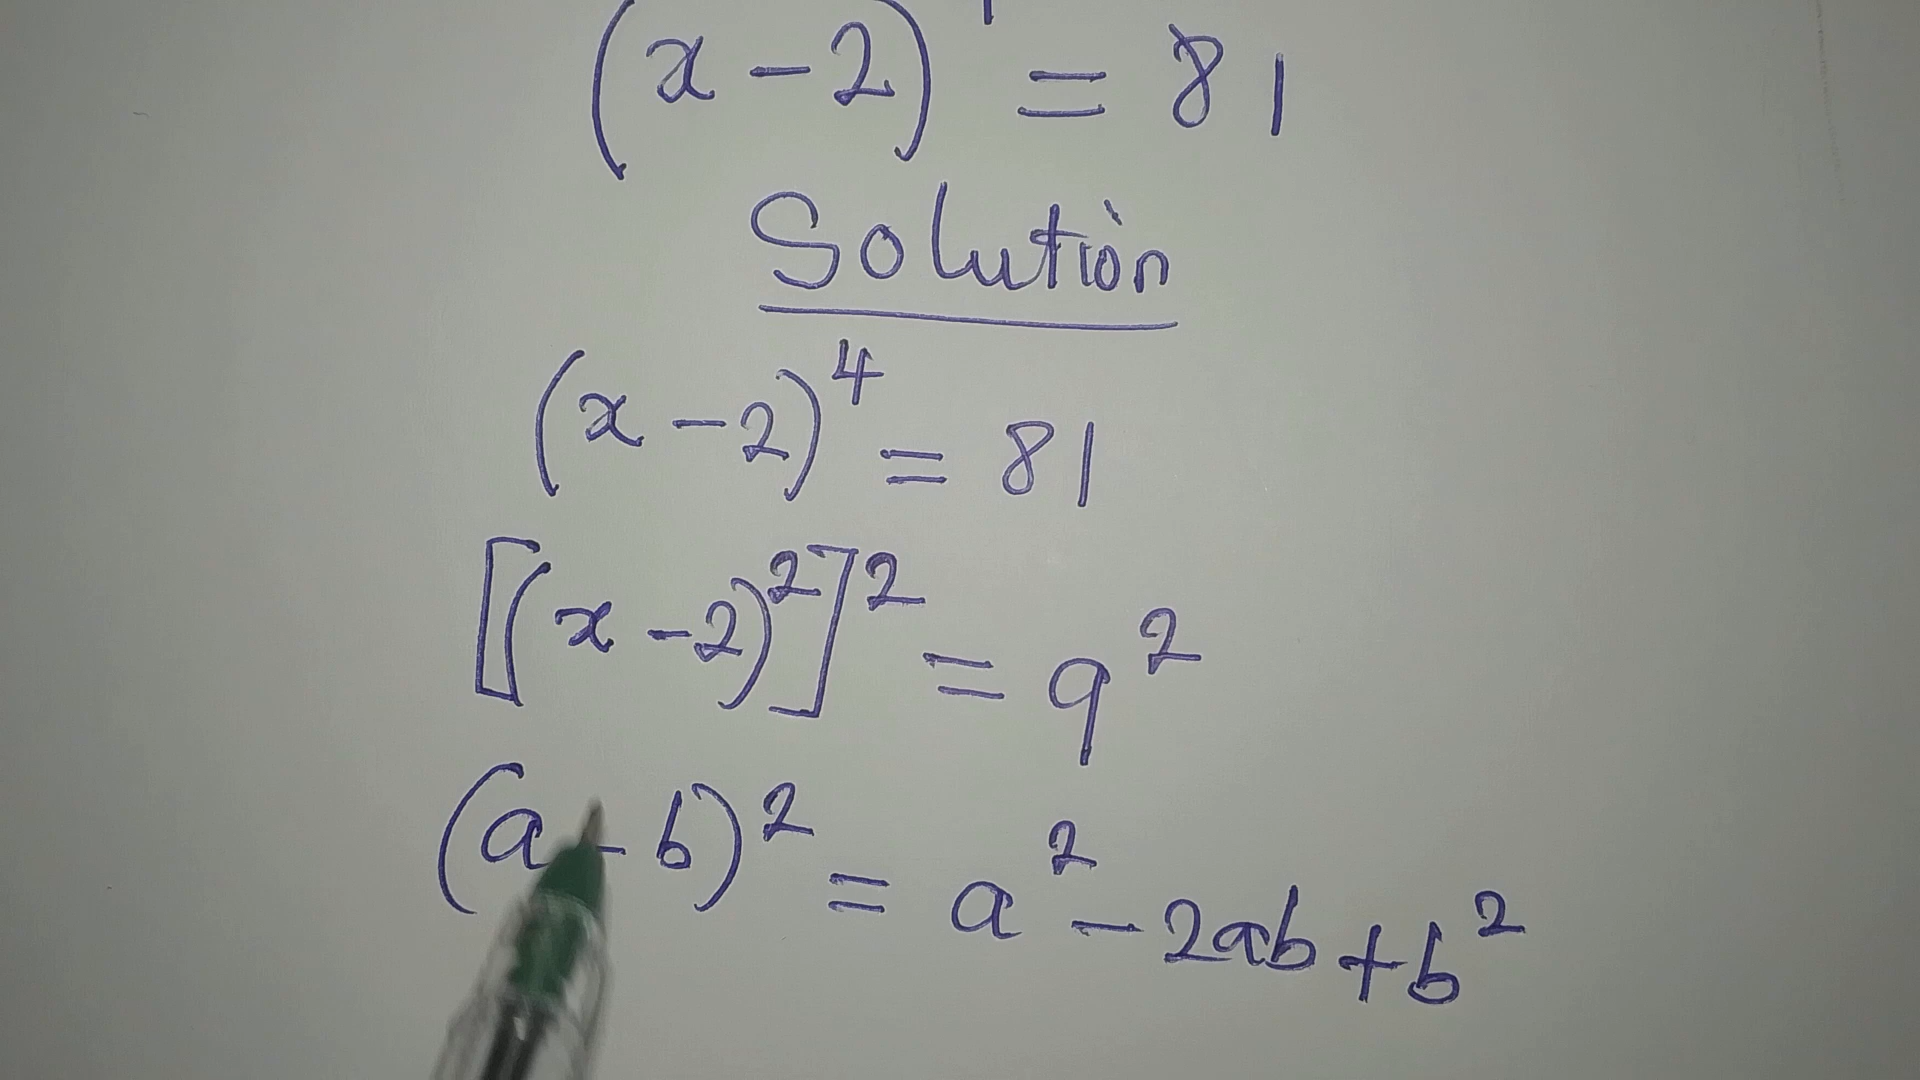 (x - 2) = 81
Solution
(x - 2)⁴ = 81
[(x - 2)²]² = 9²
(a - b)² = a² - 2ab + b²